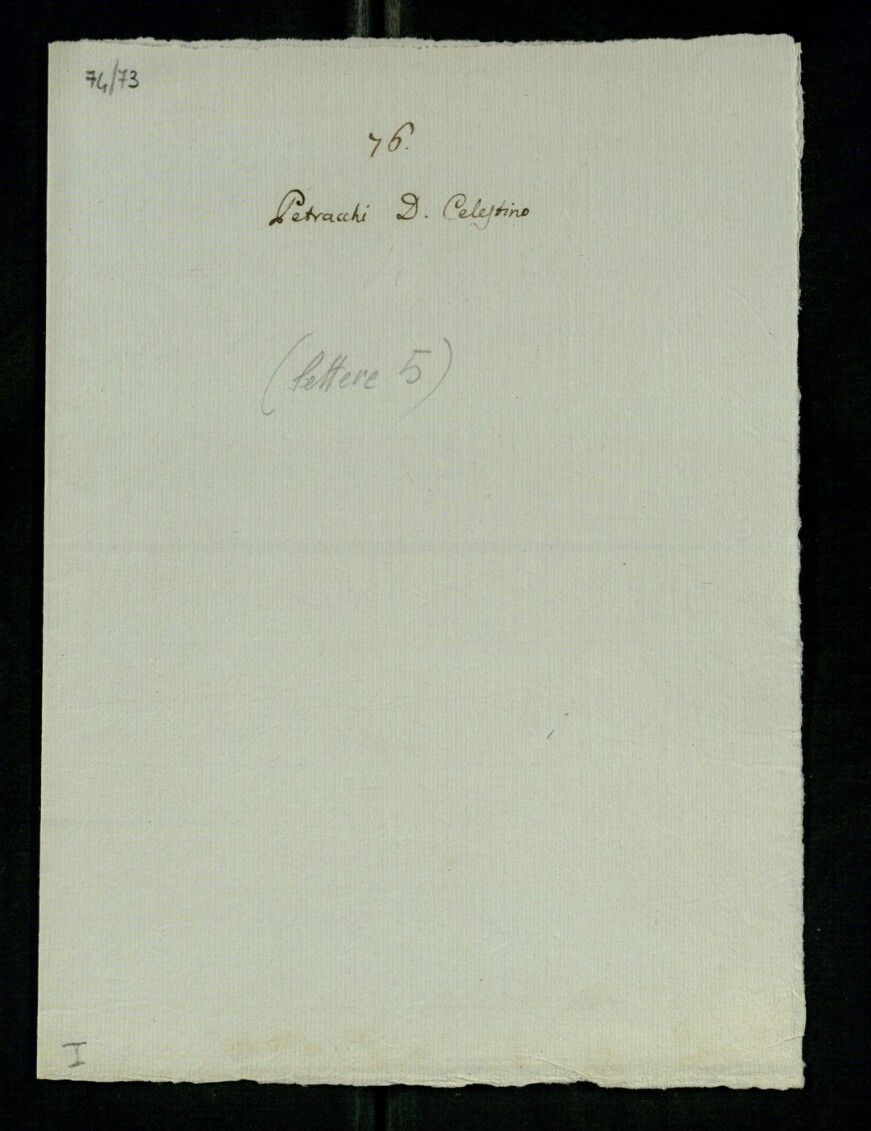 74/73
76.
Petracchi D. Celestino
(lettere 5)
I